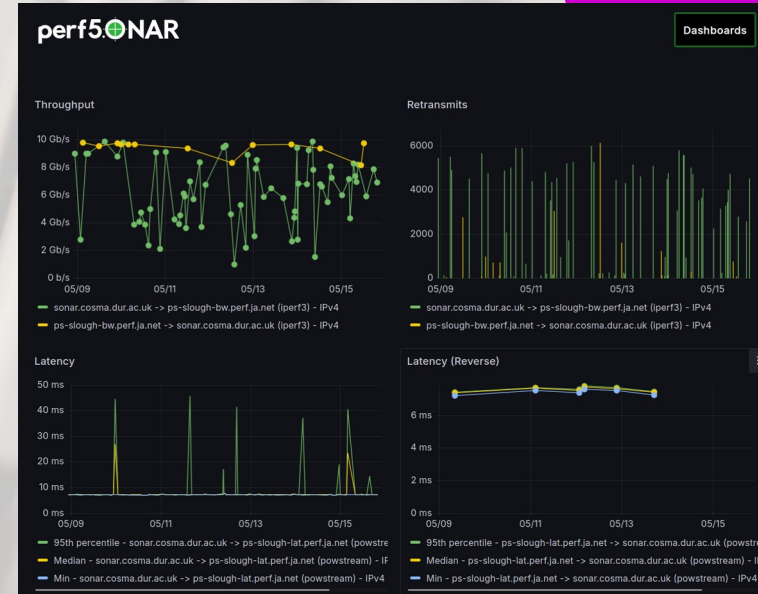 perfSONAR
Dashboards
Throughput
10 Gb/s
8 Gb/s
6 Gb/s
4 Gb/s
2 Gb/s
0 b/s
05/09 05/11 05/13 05/15
sonar.cosma.dur.ac.uk -> ps-slough-bw.perf.ja.net (iperf3) - IPv4
ps-slough-bw.perf.ja.net -> sonar.cosma.dur.ac.uk (iperf3) - IPv4
Retransmits
6000
4000
2000
0
05/09 05/11 05/13 05/15
sonar.cosma.dur.ac.uk -> ps-slough-bw.perf.ja.net (iperf3) - IPv4
ps-slough-bw.perf.ja.net -> sonar.cosma.dur.ac.uk (iperf3) - IPv4
Latency
50 ms
40 ms
30 ms
20 ms
10 ms
0 ms
05/09 05/11 05/13 05/15
95th percentile - sonar.cosma.dur.ac.uk -> ps-slough-lat.perf.ja.net (powstre
Median - sonar.cosma.dur.ac.uk -> ps-slough-lat.perf.ja.net (powstream) - IP
Min - sonar.cosma.dur.ac.uk -> ps-slough-lat.perf.ja.net (powstream) - IPv4
Latency (Reverse)
6 ms
4 ms
2 ms
0 ms
05/09 05/11 05/13 05/15
95th percentile - ps-slough-lat.perf.ja.net -> sonar.cosma.dur.ac.uk (powstre
Median - ps-slough-lat.perf.ja.net -> sonar.cosma.dur.ac.uk (powstream) - I
Min - ps-slough-lat.perf.ja.net -> sonar.cosma.dur.ac.uk (powstream) - IPv4